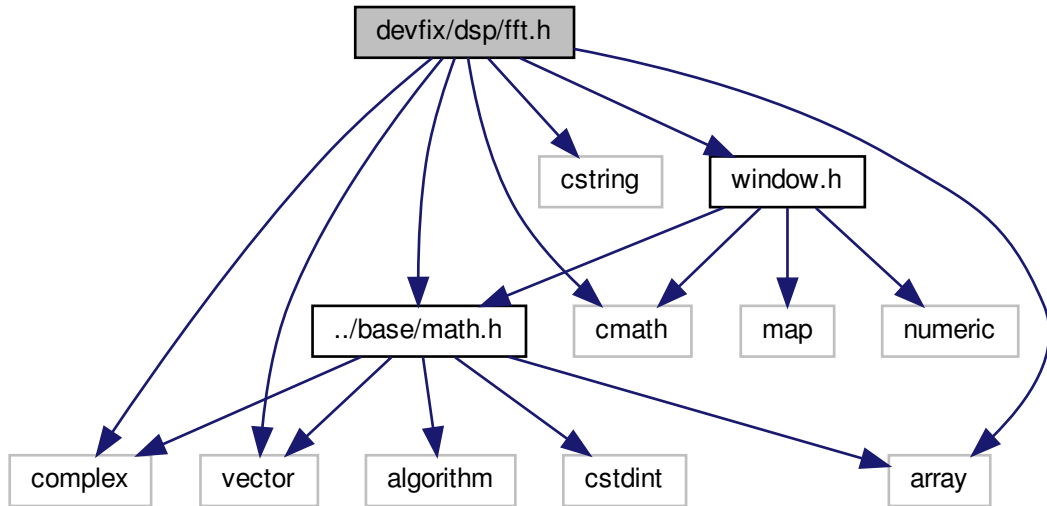 devfix/dsp/fft.h
cstring
window.h
../base/math.h
cmath
map
numeric
complex
vector
algorithm
cstdint
array